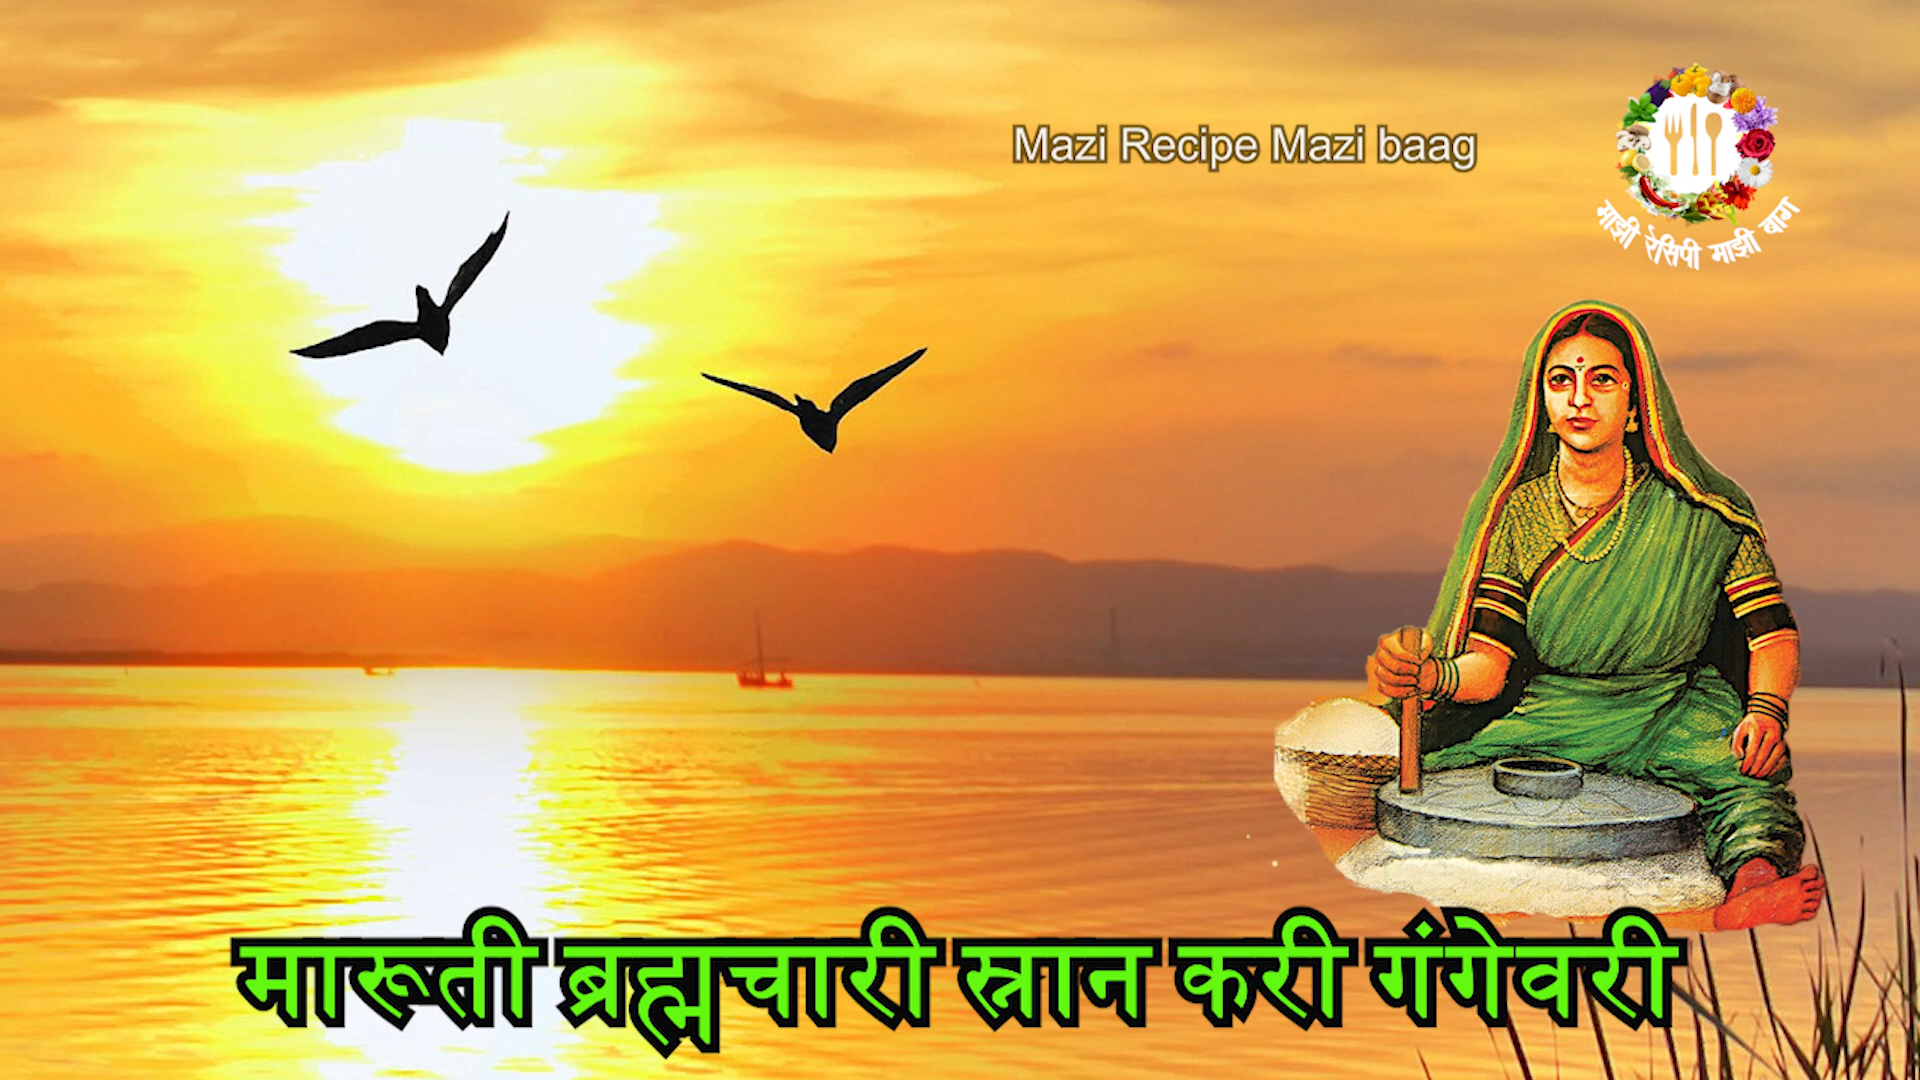 Mazi Recipe Mazi baag
माझी रेसिपी माझी बाग
मारूती ब्रह्मचारी स्नान करी गंगेवरी